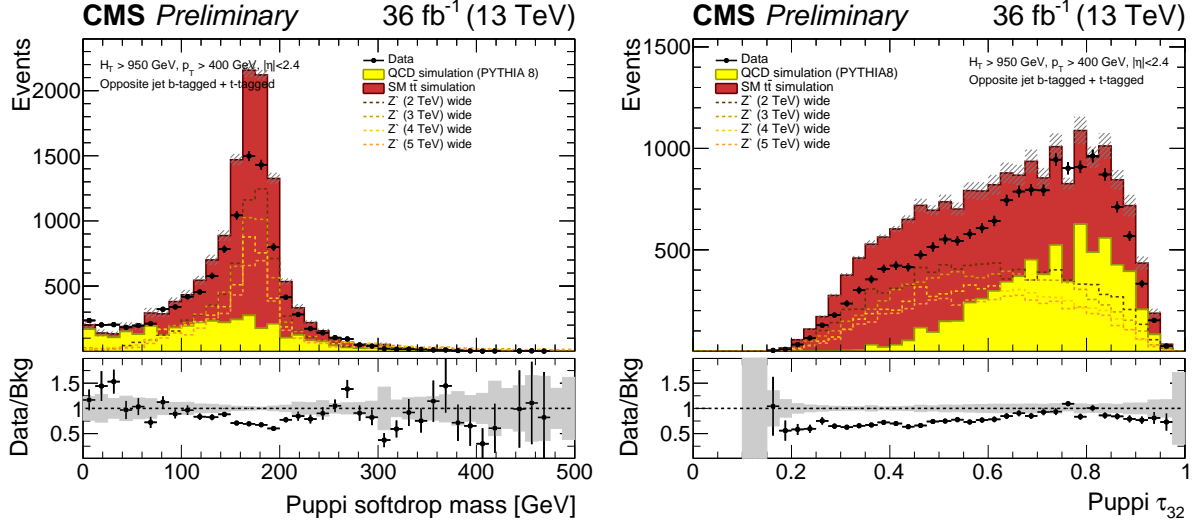 CMS Preliminary 36 fb-1 (13 TeV)
Events
2000
1500
1000
500
HT > 950 GeV, pT > 400 GeV, |η|<2.4
Opposite jet b-tagged + t-tagged
Data
QCD simulation (PYTHIA 8)
SM tt̄ simulation
Z` (2 TeV) wide
Z` (3 TeV) wide
Z` (4 TeV) wide
Z` (5 TeV) wide
Data/Bkg
1.5
1
0.5
0 100 200 300 400 500
Puppi softdrop mass [GeV]
CMS Preliminary 36 fb-1 (13 TeV)
Events
1500
1000
500
Data
QCD simulation (PYTHIA8)
SM tt̄ simulation
Z` (2 TeV) wide
Z` (3 TeV) wide
Z` (4 TeV) wide
Z` (5 TeV) wide
HT > 950 GeV, pT > 400 GeV, |η|<2.4
Opposite jet b-tagged + t-tagged
Data/Bkg
1.5
1
0.5
0 0.2 0.4 0.6 0.8 1
Puppi τ32